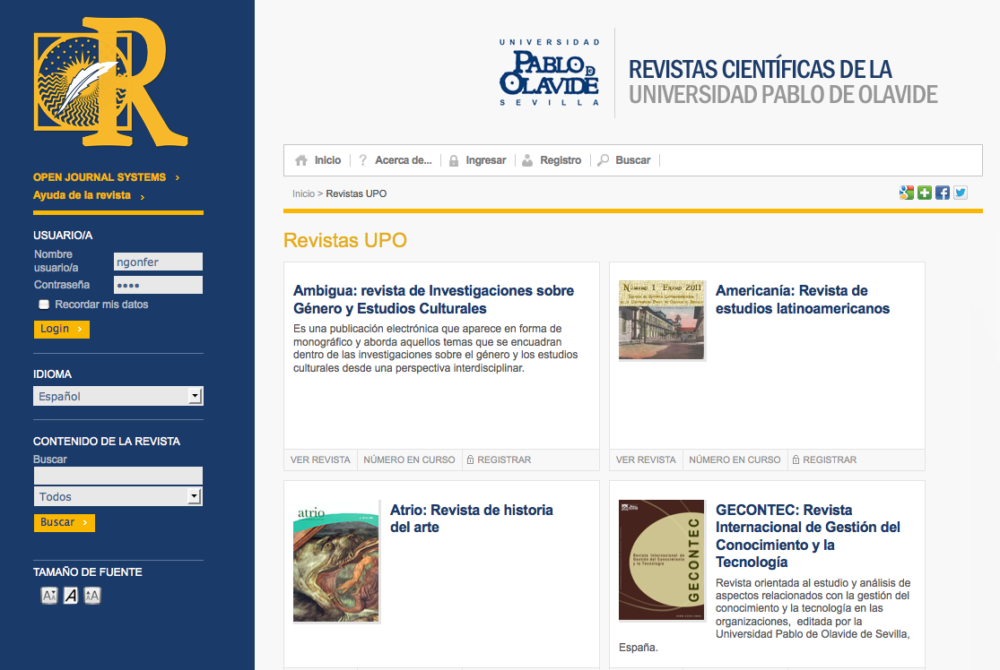 R
OPEN JOURNAL SYSTEMS
Ayuda de la revista
USUARIO/A
Nombre
usuario/a
ngonfer
Contraseña
••••
Recordar mis datos
Login
IDIOMA
Español
CONTENIDO DE LA REVISTA
Buscar
Todos
Buscar
TAMAÑO DE FUENTE
UNIVERSIDAD
PABLO DE
OLAVIDE
SEVILLA
REVISTAS CIENTÍFICAS DE LA
UNIVERSIDAD PABLO DE OLAVIDE
Inicio
Acerca de...
Ingresar
Registro
Buscar
Inicio > Revistas UPO
Revistas UPO
Ambigua: revista de Investigaciones sobre
Género y Estudios Culturales
Es una publicación electrónica que aparece en forma de
monográfico y aborda aquellos temas que se encuadran
dentro de las investigaciones sobre el género y los estudios
culturales desde una perspectiva interdisciplinar.
VER REVISTA
NÚMERO EN CURSO
REGISTRAR
NÚMERO 1 ENERO 2011
Americanía: Revista de
estudios latinoamericanos
VER REVISTA
NÚMERO EN CURSO
REGISTRAR
atrio
Atrio: Revista de historia
del arte
Revista Internacional de
Gestión del Conocimiento
y la Tecnología
GECONTEC
GECONTEC: Revista
Internacional de Gestión del
Conocimiento y la
Tecnología
Revista orientada al estudio y análisis de
aspectos relacionados con la gestión del
conocimiento y la tecnología en las
organizaciones, editada por la
Universidad Pablo de Olavide de Sevilla,
España.